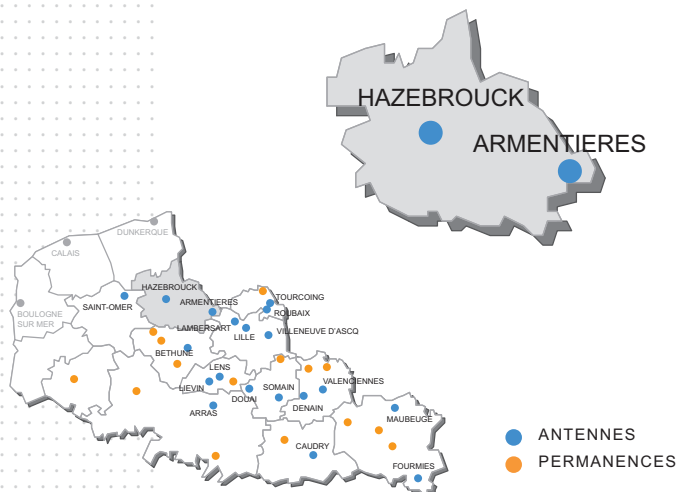 HAZEBROUCK
ARMENTIERES
DUNKERQUE
CALAIS
HAZEBROUCK
ARMENTIERES
TOURCOING
SAINT-OMER
ROUBAIX
BOULOGNE
SUR MER
LAMBERSART
LILLE
VILLENEUVE D'ASCQ
BETHUNE
LENS
LIEVIN
SOMAIN
VALENCIENNES
DOUAI
DENAIN
ARRAS
MAUBEUGE
CAUDRY
FOURMIES
ANTENNES
PERMANENCES